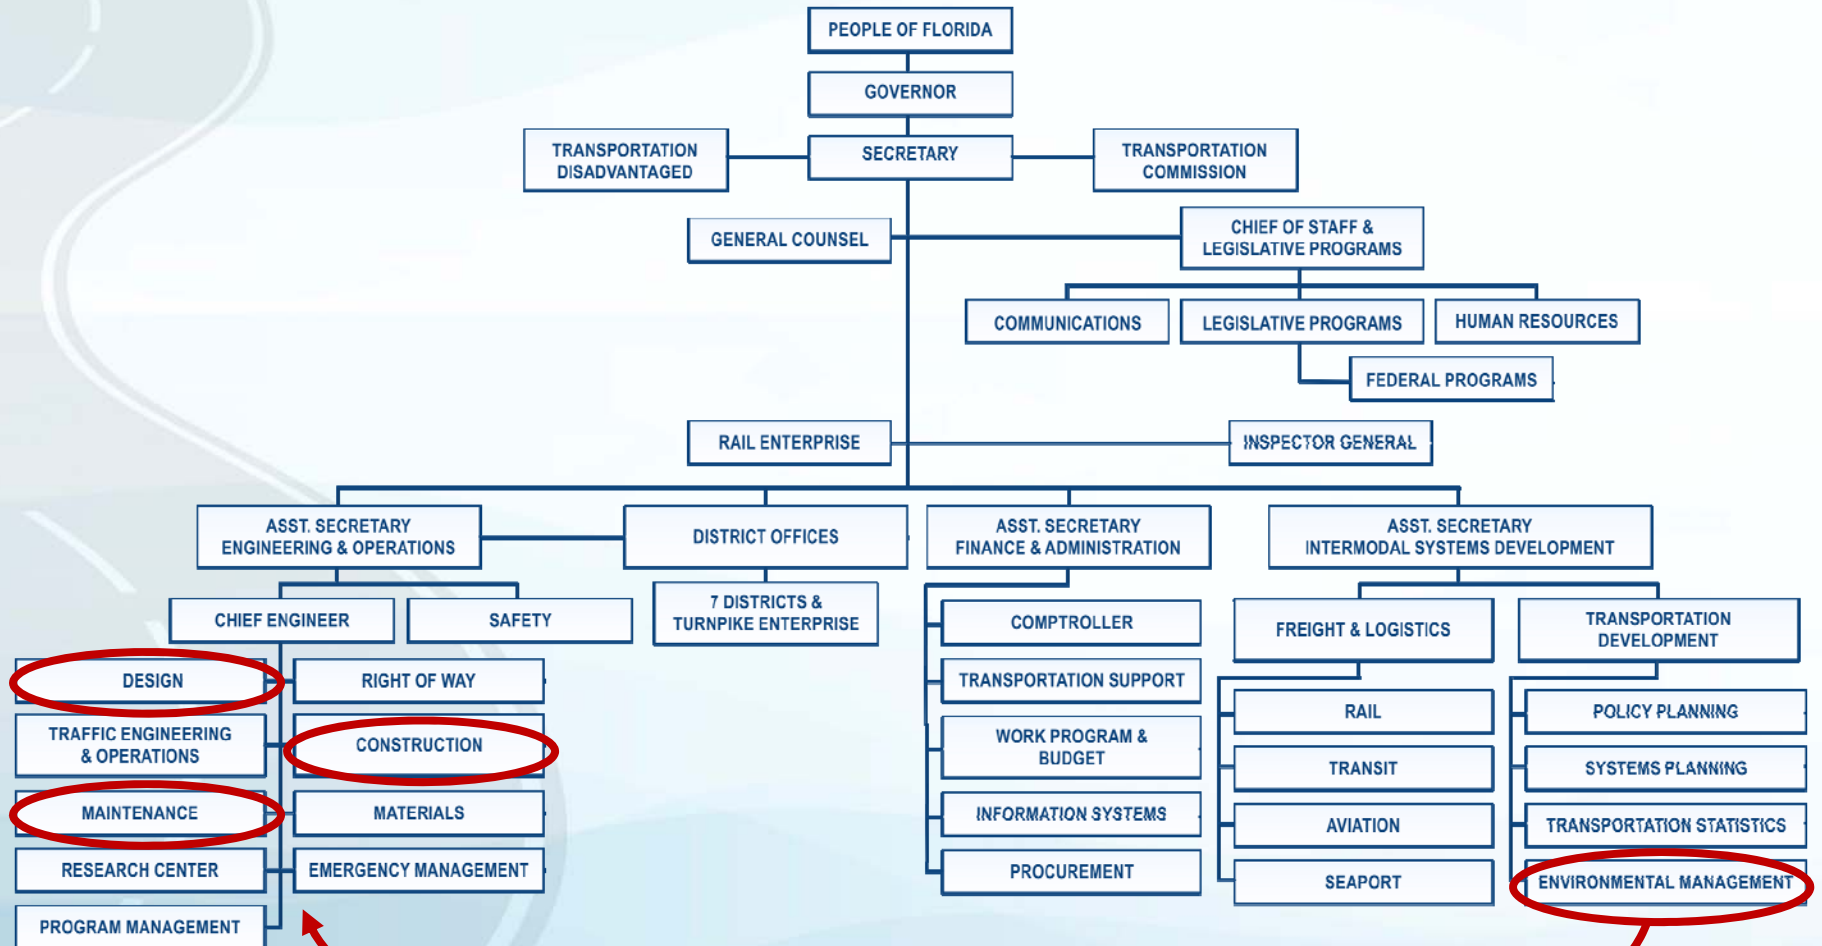 PEOPLE OF FLORIDA
GOVERNOR
TRANSPORTATION
DISADVANTAGED
SECRETARY
TRANSPORTATION
COMMISSION
GENERAL COUNSEL
CHIEF OF STAFF &
LEGISLATIVE PROGRAMS
COMMUNICATIONS
LEGISLATIVE PROGRAMS
HUMAN RESOURCES
FEDERAL PROGRAMS
RAIL ENTERPRISE
INSPECTOR GENERAL
ASST. SECRETARY
ENGINEERING & OPERATIONS
DISTRICT OFFICES
ASST. SECRETARY
FINANCE & ADMINISTRATION
ASST. SECRETARY
INTERMODAL SYSTEMS DEVELOPMENT
CHIEF ENGINEER
SAFETY
7 DISTRICTS &
TURNPIKE ENTERPRISE
DESIGN
RIGHT OF WAY
TRAFFIC ENGINEERING
& OPERATIONS
CONSTRUCTION
MAINTENANCE
MATERIALS
RESEARCH CENTER
EMERGENCY MANAGEMENT
PROGRAM MANAGEMENT
COMPTROLLER
TRANSPORTATION SUPPORT
WORK PROGRAM &
BUDGET
INFORMATION SYSTEMS
PROCUREMENT
FREIGHT & LOGISTICS
RAIL
TRANSIT
AVIATION
SEAPORT
TRANSPORTATION
DEVELOPMENT
POLICY PLANNING
SYSTEMS PLANNING
TRANSPORTATION STATISTICS
ENVIRONMENTAL MANAGEMENT